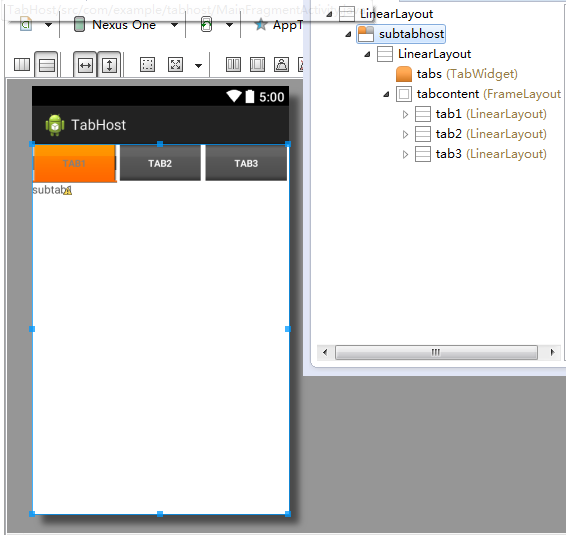 TabHost/src/com/example/tabhost/MainFragmentActivity
Nexus One
AppT
5:00
TabHost
TAB1 TAB2 TAB3
subtab1
LinearLayout
subtabhost
LinearLayout
tabs (TabWidget)
tabcontent (FrameLayout
tab1 (LinearLayout)
tab2 (LinearLayout)
tab3 (LinearLayout)